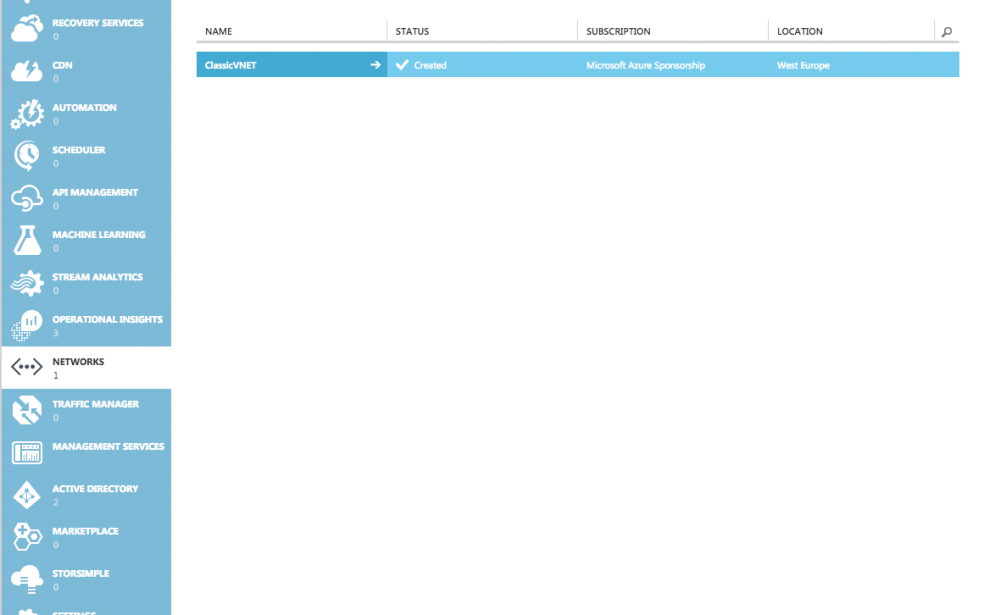 RECOVERY SERVICES
0
CDN
0
AUTOMATION
0
SCHEDULER
0
API MANAGEMENT
0
MACHINE LEARNING
0
STREAM ANALYTICS
0
OPERATIONAL INSIGHTS
3
NETWORKS
1
TRAFFIC MANAGER
0
MANAGEMENT SERVICES
ACTIVE DIRECTORY
2
MARKETPLACE
0
STORSIMPLE
0
SETTINGS
NAME STATUS SUBSCRIPTION LOCATION
ClassicVNET Created Microsoft Azure Sponsorship West Europe